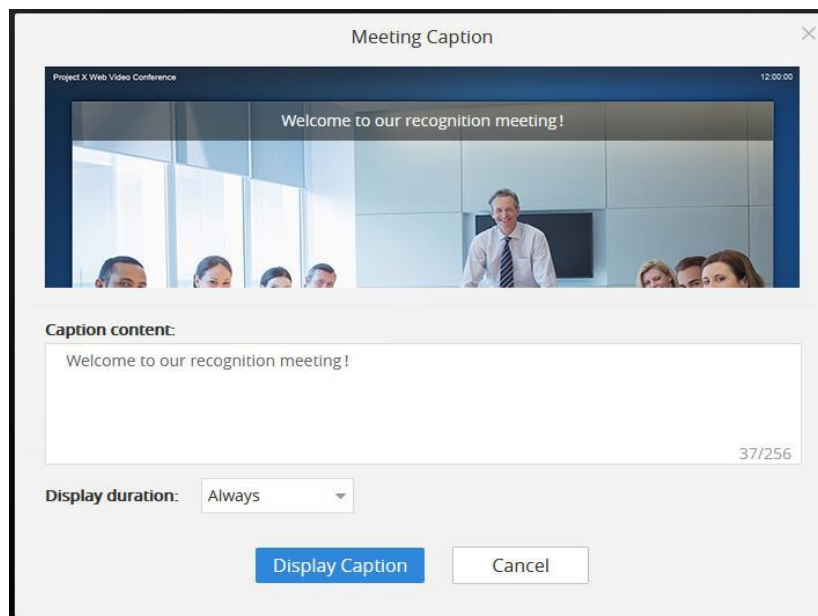 Meeting Caption
Project X Web Video Conference
12:00:00
Welcome to our recognition meeting!
Caption content:
Welcome to our recognition meeting!
37/256
Display duration:
Always
Display Caption
Cancel